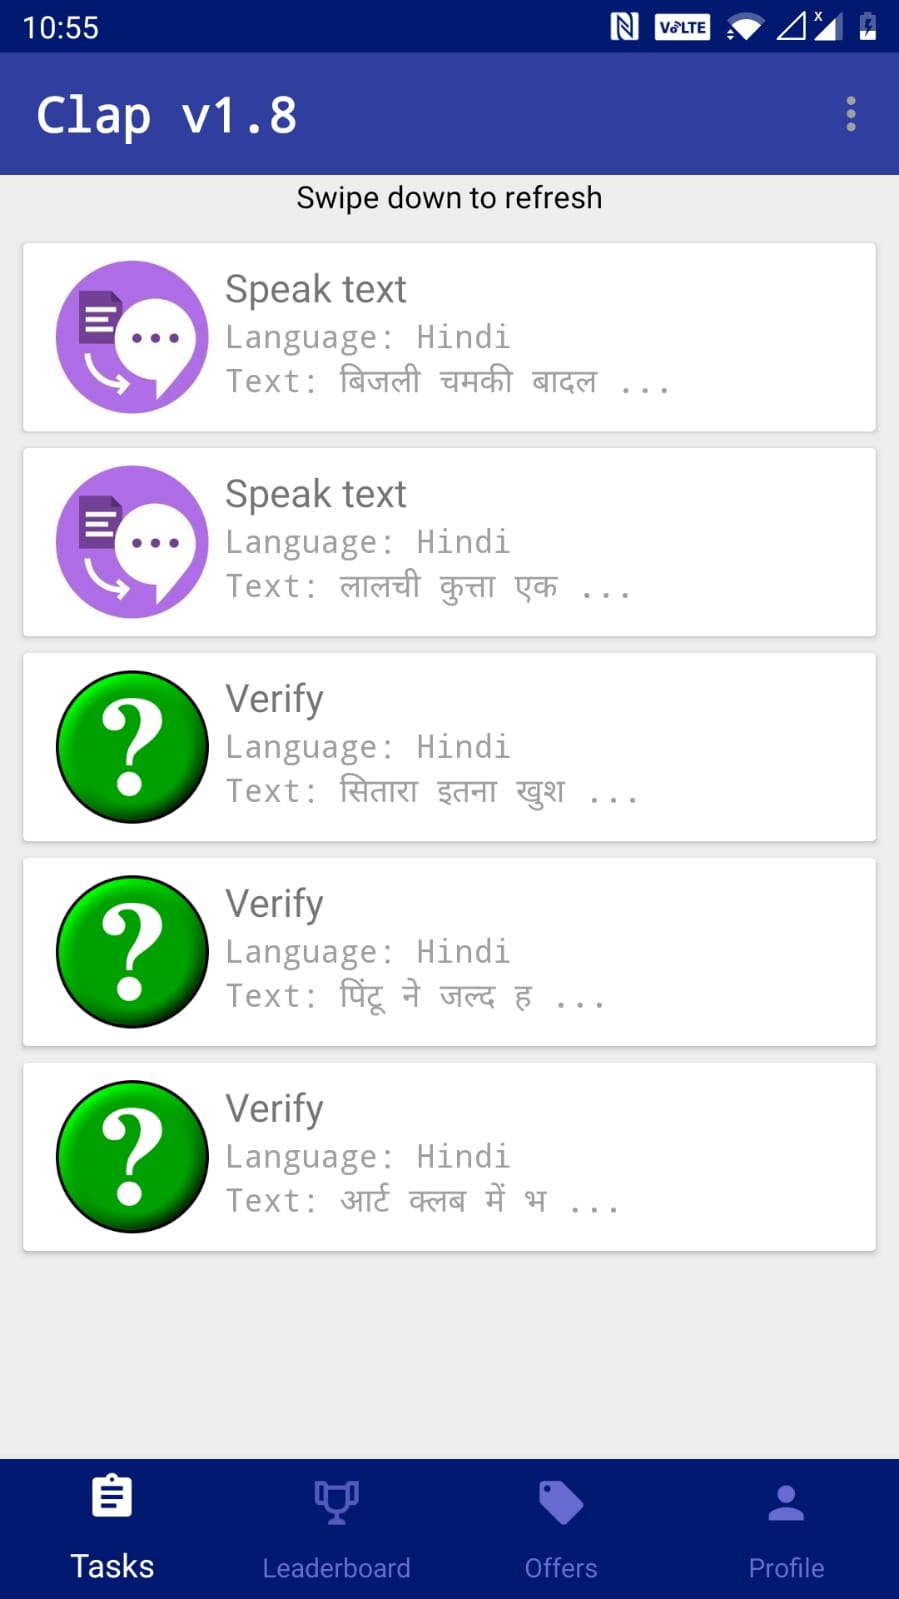 10:55
VoLTE
x
Clap v1.8
Swipe down to refresh
Speak text
Language: Hindi
Text: बिजली चमकी बादल ...
Speak text
Language: Hindi
Text: लालची कुत्ता एक ...
?
Verify
Language: Hindi
Text: सितारा इतना खुश ...
?
Verify
Language: Hindi
Text: पिंटू ने जल्द ह ...
?
Verify
Language: Hindi
Text: आर्ट क्लब में भ ...
Tasks Leaderboard Offers Profile